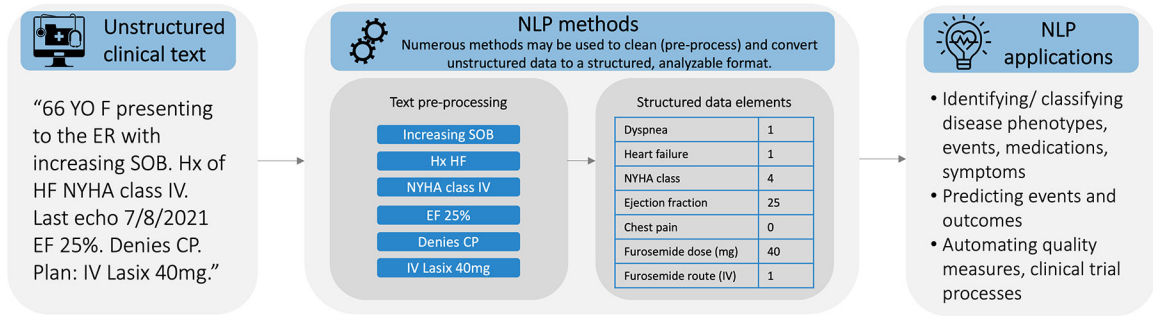 Unstructured
clinical text
“66 YO F presenting
to the ER with
increasing SOB. Hx of
HF NYHA class IV.
Last echo 7/8/2021
EF 25%. Denies CP.
Plan: IV Lasix 40mg.”
NLP methods
Numerous methods may be used to clean (pre-process) and convert
unstructured data to a structured, analyzable format.
Text pre-processing
Increasing SOB
Hx HF
NYHA class IV
EF 25%
Denies CP
IV Lasix 40mg
Structured data elements
Dyspnea 1
Heart failure 1
NYHA class 4
Ejection fraction 25
Chest pain 0
Furosemide dose (mg) 40
Furosemide route (IV) 1
NLP
applications
• Identifying/ classifying
disease phenotypes,
events, medications,
symptoms
• Predicting events and
outcomes
• Automating quality
measures, clinical trial
processes